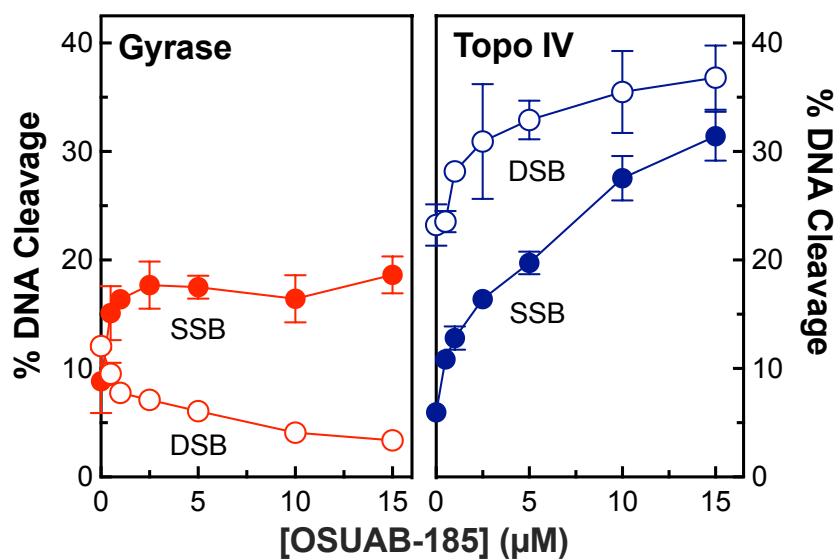 Gyrase
Topo IV
% DNA Cleavage
40
30
20
10
0
SSB
DSB
DSB
SSB
40
30
20
10
0
% DNA Cleavage
0
5
10
15
0
5
10
15
[OSUAB-185] (µM)